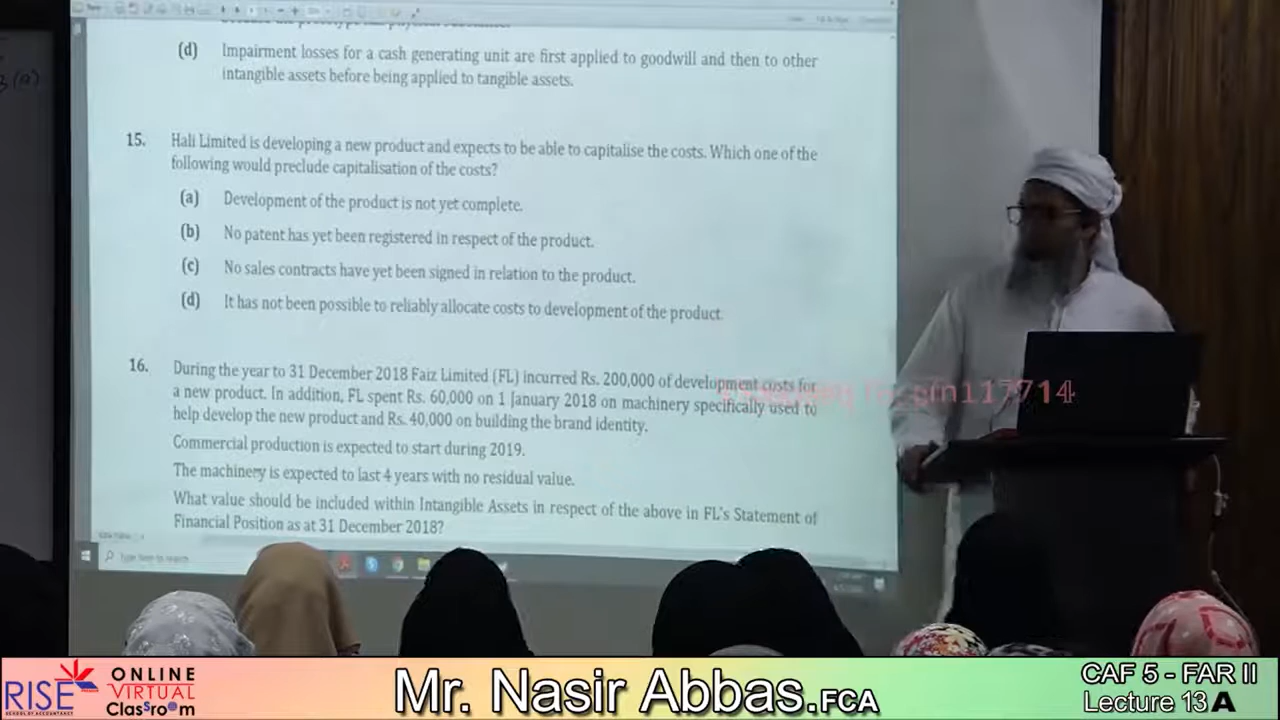 3 (a)
(d) Impairment losses for a cash generating unit are first applied to goodwill and then to other
intangible assets before being applied to tangible assets.
15. Hali Limited is developing a new product and expects to be able to capitalise the costs. Which one of the
following would preclude capitalisation of the costs?
(a) Development of the product is not yet complete.
(b) No patent has yet been registered in respect of the product.
(c) No sales contracts have yet been signed in relation to the product.
(d) It has not been possible to reliably allocate costs to development of the product.
16. During the year to 31 December 2018 Faiz Limited (FL) incurred Rs. 200,000 of development costs for
a new product. In addition, FL spent Rs. 60,000 on 1 January 2018 on machinery specifically used to
help develop the new product and Rs. 40,000 on building the brand identity.
Commercial production is expected to start during 2019.
The machinery is expected to last 4 years with no residual value.
What value should be included within Intangible Assets in respect of the above in FL's Statement of
Financial Position as at 31 December 2018?
Type here to search
RISE
SCHOOL OF ACCOUNTANCY
ONLINE
VIRTUAL
ClaSsro@m
Mr. Nasir Abbas.FCA
CAF 5 - FAR II
Lecture 13 A